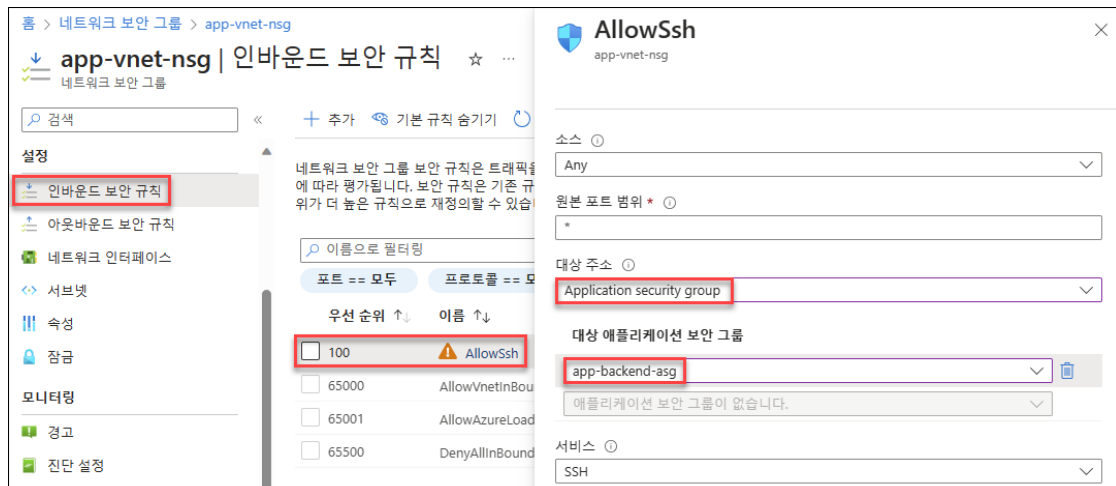 홈 > 네트워크 보안 그룹 > app-vnet-nsg
app-vnet-nsg | 인바운드 보안 규칙
네트워크 보안 그룹
검색
추가
기본 규칙 숨기기
설정
인바운드 보안 규칙
아웃바운드 보안 규칙
네트워크 인터페이스
서브넷
속성
잠금
모니터링
경고
진단 설정
네트워크 보안 그룹 보안 규칙은 트래픽을
에 따라 평가됩니다. 보안 규칙은 기존 규
위가 더 높은 규칙으로 재정의할 수 있습
이름으로 필터링
포트 == 모두
프로토콜 == 모
우선 순위
이름
100 AllowSsh
65000 AllowVnetInBou
65001 AllowAzureLoad
65500 DenyAllInBound
AllowSsh
app-vnet-nsg
소스
Any
원본 포트 범위 *
*
대상 주소
Application security group
대상 애플리케이션 보안 그룹
app-backend-asg
애플리케이션 보안 그룹이 없습니다.
서비스
SSH